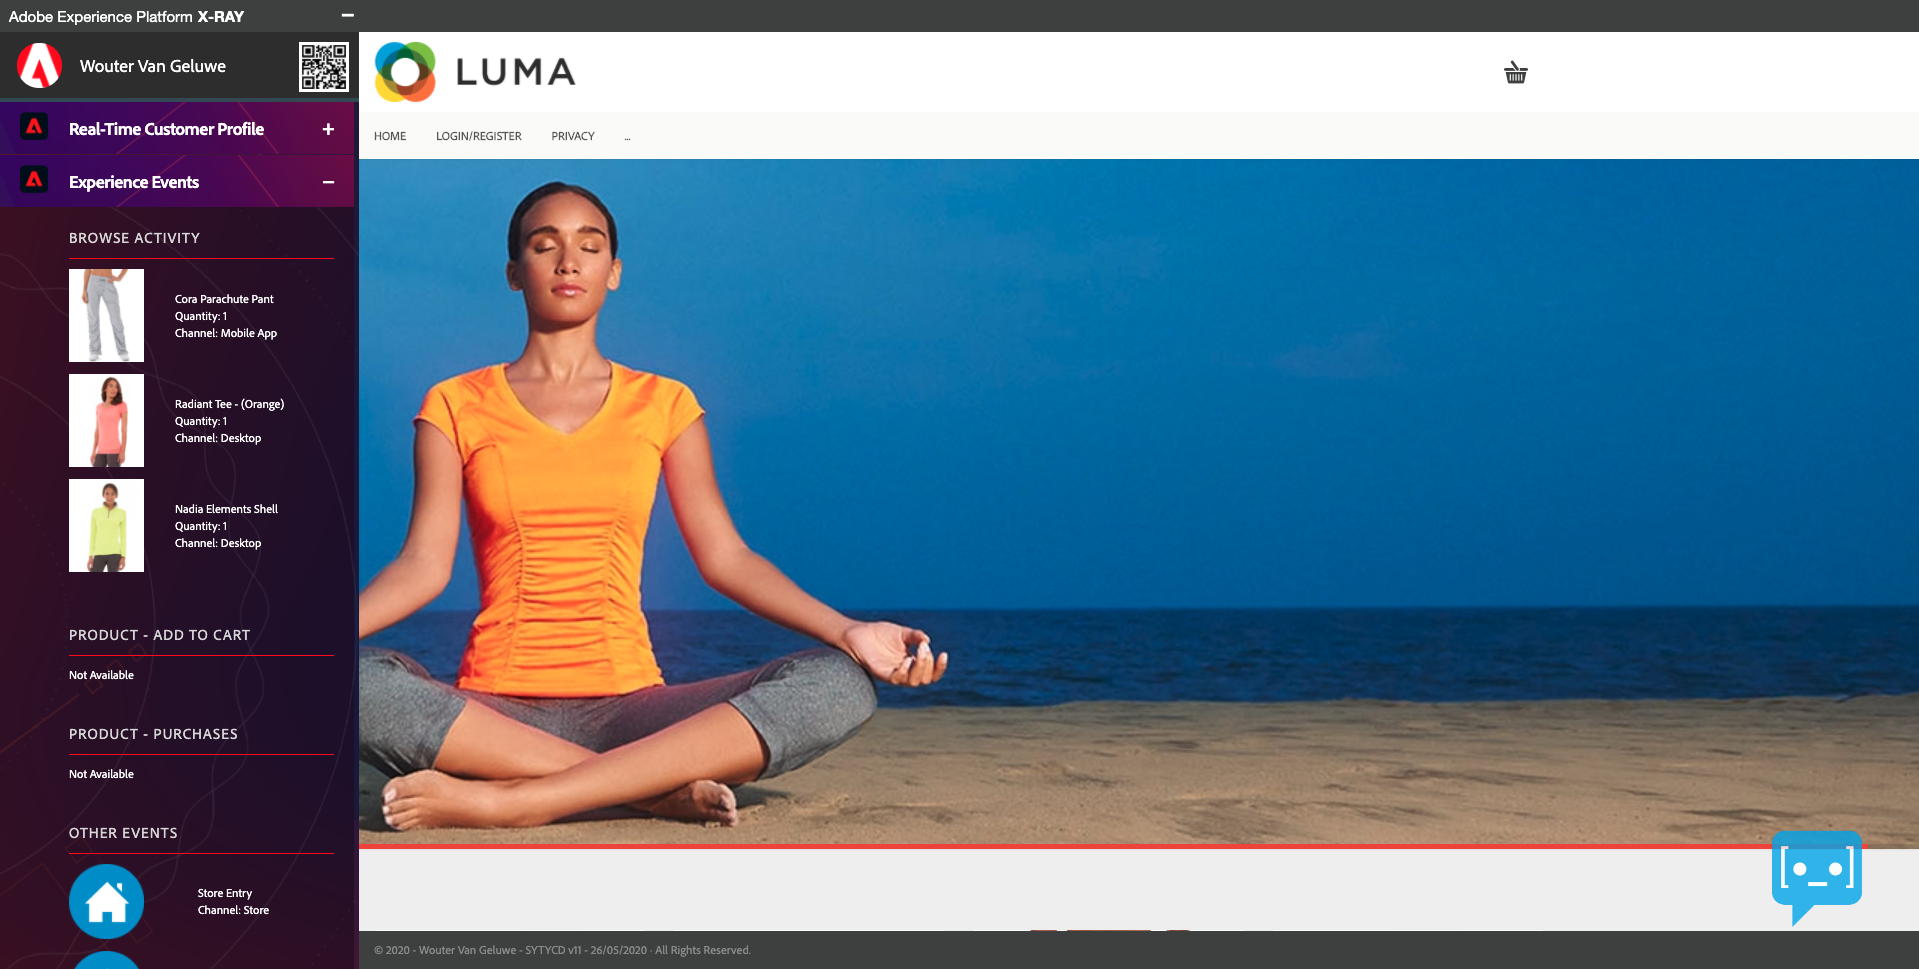 Adobe Experience Platform X-RAY
Wouter Van Geluwe
Real-Time Customer Profile
Experience Events
BROWSE ACTIVITY
Cora Parachute Pant
Quantity: 1
Channel: Mobile App
Radiant Tee - (Orange)
Quantity: 1
Channel: Desktop
Nadia Elements Shell
Quantity: 1
Channel: Desktop
PRODUCT - ADD TO CART
Not Available
PRODUCT - PURCHASES
Not Available
OTHER EVENTS
Store Entry
Channel: Store
LUMA
HOME LOGIN/REGISTER PRIVACY ...
© 2020 - Wouter Van Geluwe - SYTYCD v11 - 26/05/2020 · All Rights Reserved.